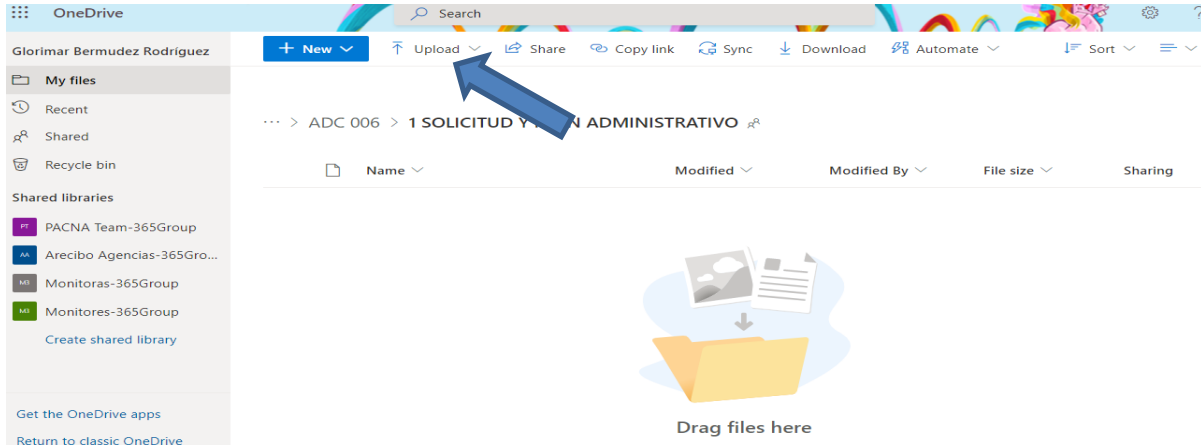 OneDrive
Search
Glorimar Bermudez Rodríguez
+ New
Upload
Share
Copy link
Sync
Download
Automate
Sort
My files
Recent
Shared
Recycle bin
··· > ADC 006 > 1 SOLICITUD Y N ADMINISTRATIVO
Name
Modified
Modified By
File size
Sharing
Shared libraries
PT PACNA Team-365Group
AA Arecibo Agencias-365Gro...
M3 Monitoras-365Group
M3 Monitores-365Group
Create shared library
Drag files here
Get the OneDrive apps
Return to classic OneDrive